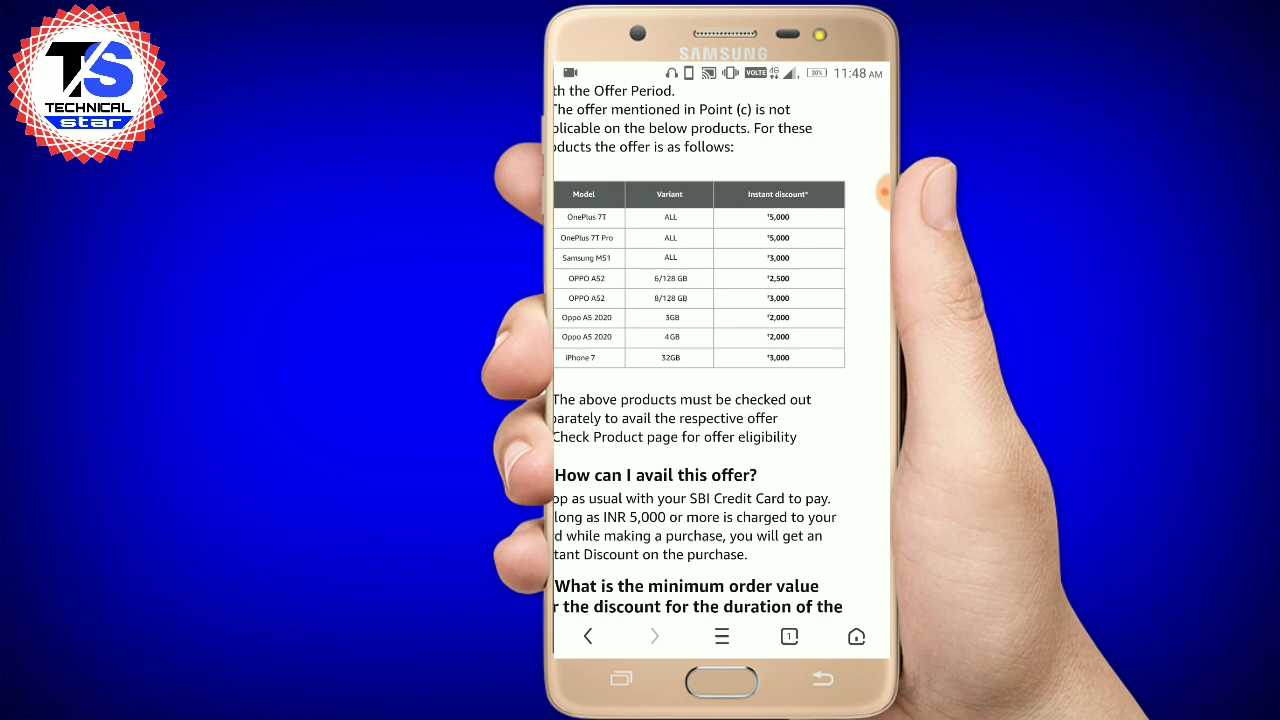 TS
TECHNICAL
star
SAMSUNG
VOLTE 4G 30% 11:48 AM
th the Offer Period.
The offer mentioned in Point (c) is not
plicable on the below products. For these
ducts the offer is as follows:
Model Variant Instant discount*
OnePlus 7T ALL ₹5,000
OnePlus 7T Pro ALL ₹5,000
Samsung M51 ALL ₹3,000
OPPO A52 6/128 GB ₹2,500
OPPO A52 8/128 GB ₹3,000
Oppo A5 2020 3GB ₹2,000
Oppo A5 2020 4GB ₹2,000
iPhone 7 32GB ₹3,000
The above products must be checked out
parately to avail the respective offer
Check Product page for offer eligibility
How can I avail this offer?
op as usual with your SBI Credit Card to pay.
long as INR 5,000 or more is charged to your
d while making a purchase, you will get an
tant Discount on the purchase.
What is the minimum order value
r the discount for the duration of the
1